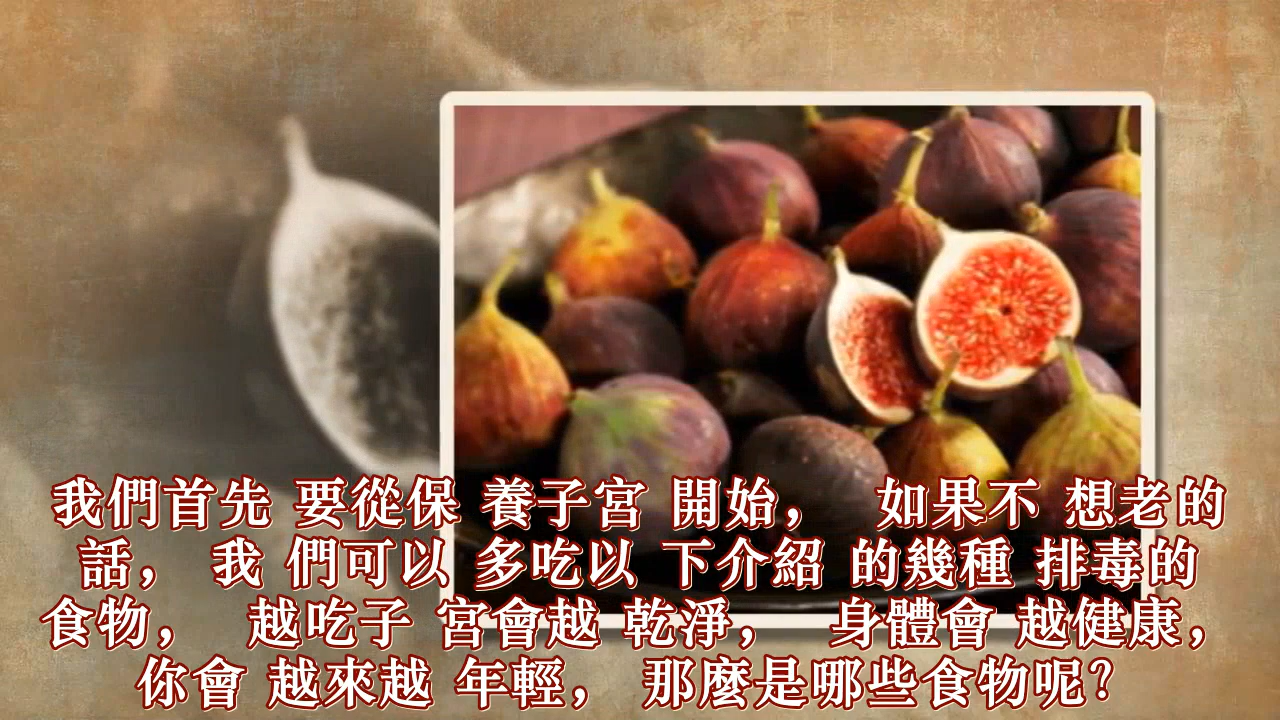 我們首先 要從保 養子宮 開始， 如果不 想老的
話， 我 們可以 多吃以 下介紹 的幾種 排毒的
食物， 越吃子 宮會越 乾淨， 身體會 越健康，
你會 越來越 年輕， 那麼是哪些食物呢？